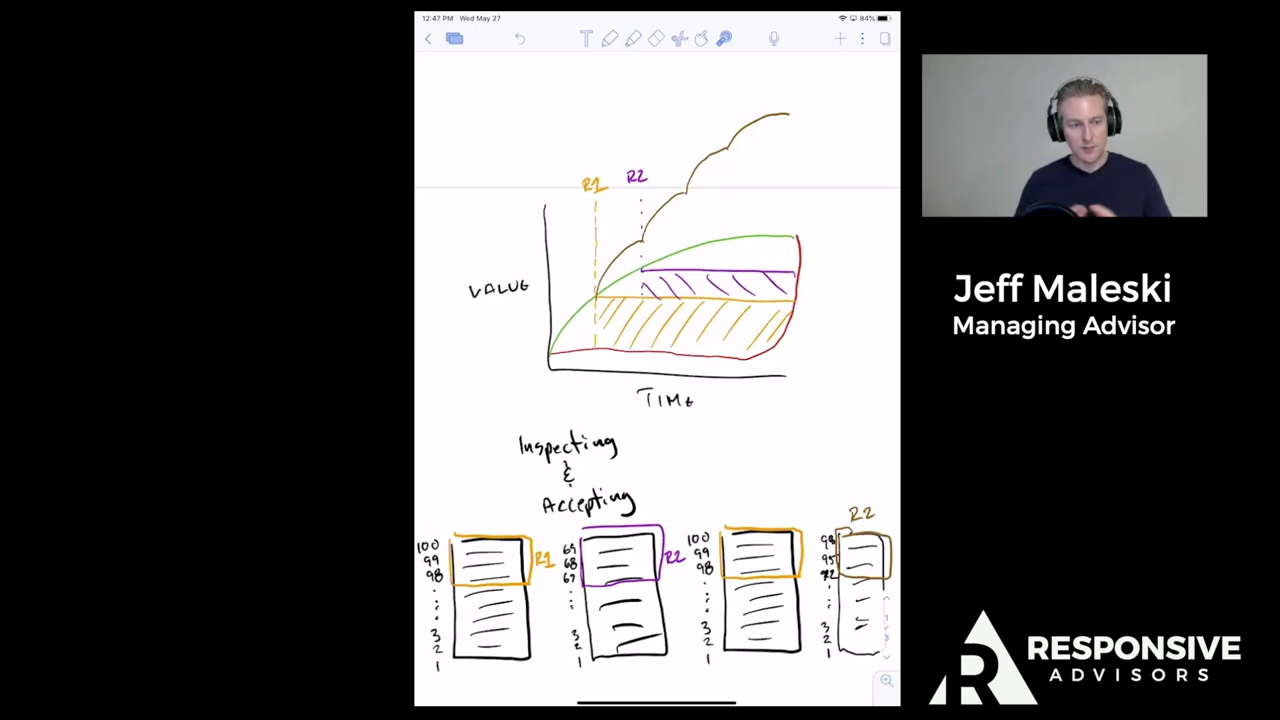 12:47 PM Wed May 27
84%
R1
R2
VALUE
TIME
Inspecting
&
Accepting
R2
100
99
98
3
2
1
R1
69
68
67
3
2
1
R2
100
99
98
3
2
1
98
95
92
3
2
1
Jeff Maleski
Managing Advisor
RESPONSIVE
ADVISORS